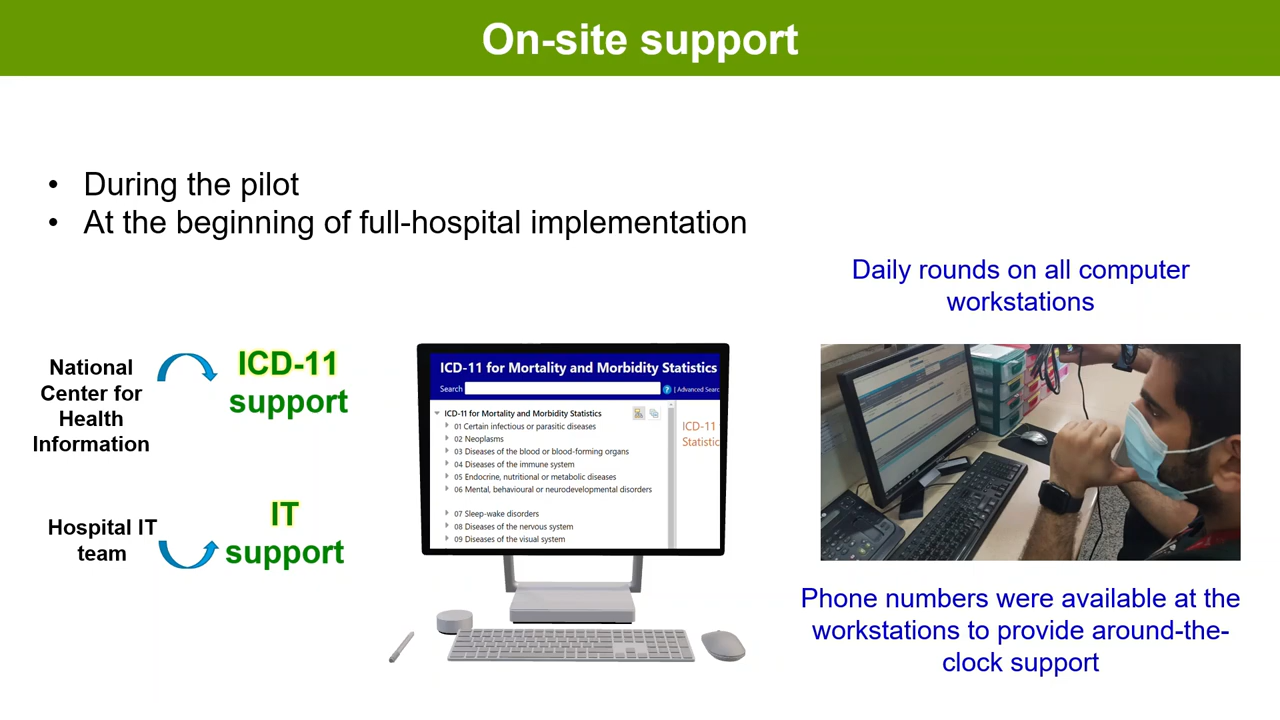 On-site support
• During the pilot
• At the beginning of full-hospital implementation
National
Center for
Health
Information
ICD-11
support
Hospital IT
team
IT
support
ICD-11 for Mortality and Morbidity Statistics
Search
? [ Advanced Searc
ICD-11 for Mortality and Morbidity Statistics
01 Certain infectious or parasitic diseases
02 Neoplasms
03 Diseases of the blood or blood-forming organs
04 Diseases of the immune system
05 Endocrine, nutritional or metabolic diseases
06 Mental, behavioural or neurodevelopmental disorders
07 Sleep-wake disorders
08 Diseases of the nervous system
09 Diseases of the visual system
ICD-11
Statistic
Daily rounds on all computer
workstations
Phone numbers were available at the
workstations to provide around-the-
clock support